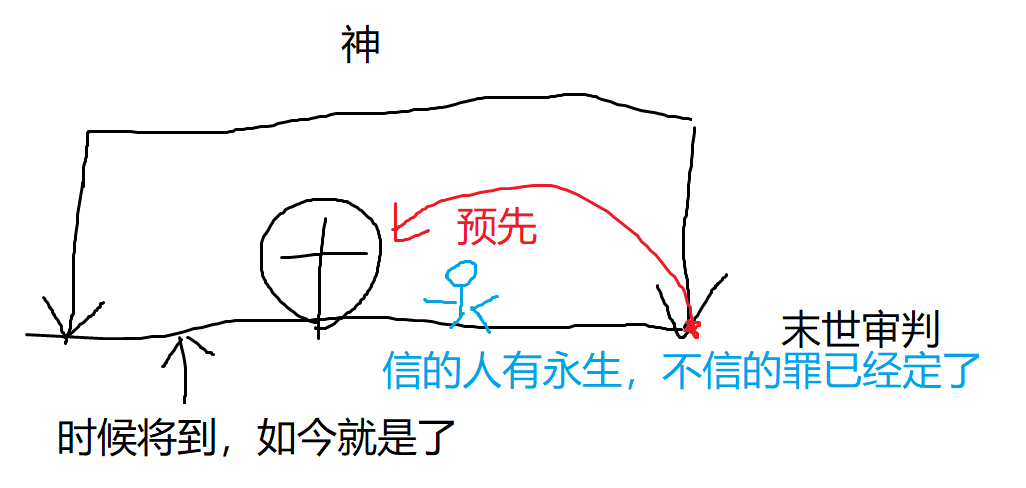 神
预先
末世审判
信的人有永生，不信的罪已经定了
时候将到，如今就是了